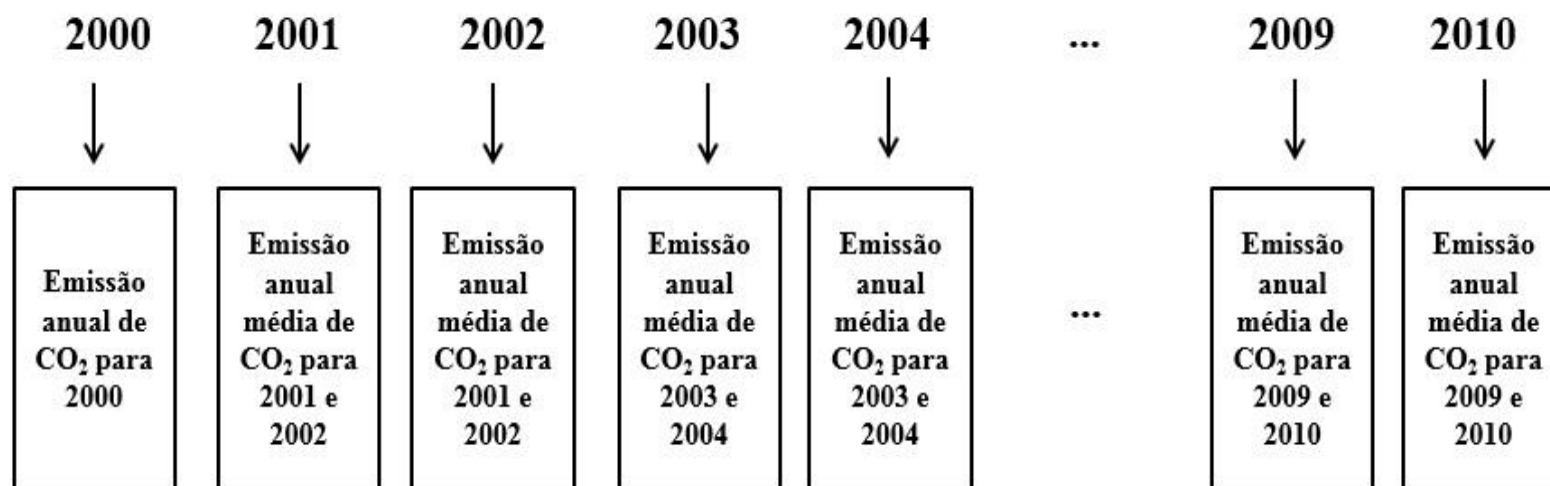 2000 2001 2002 2003 2004 ... 2009 2010
Emissão
anual de
CO₂ para
2000
Emissão
anual
média de
CO₂ para
2001 e
2002
Emissão
anual
média de
CO₂ para
2001 e
2002
Emissão
anual
média de
CO₂ para
2003 e
2004
Emissão
anual
média de
CO₂ para
2003 e
2004
...
Emissão
anual
média de
CO₂ para
2009 e
2010
Emissão
anual
média de
CO₂ para
2009 e
2010